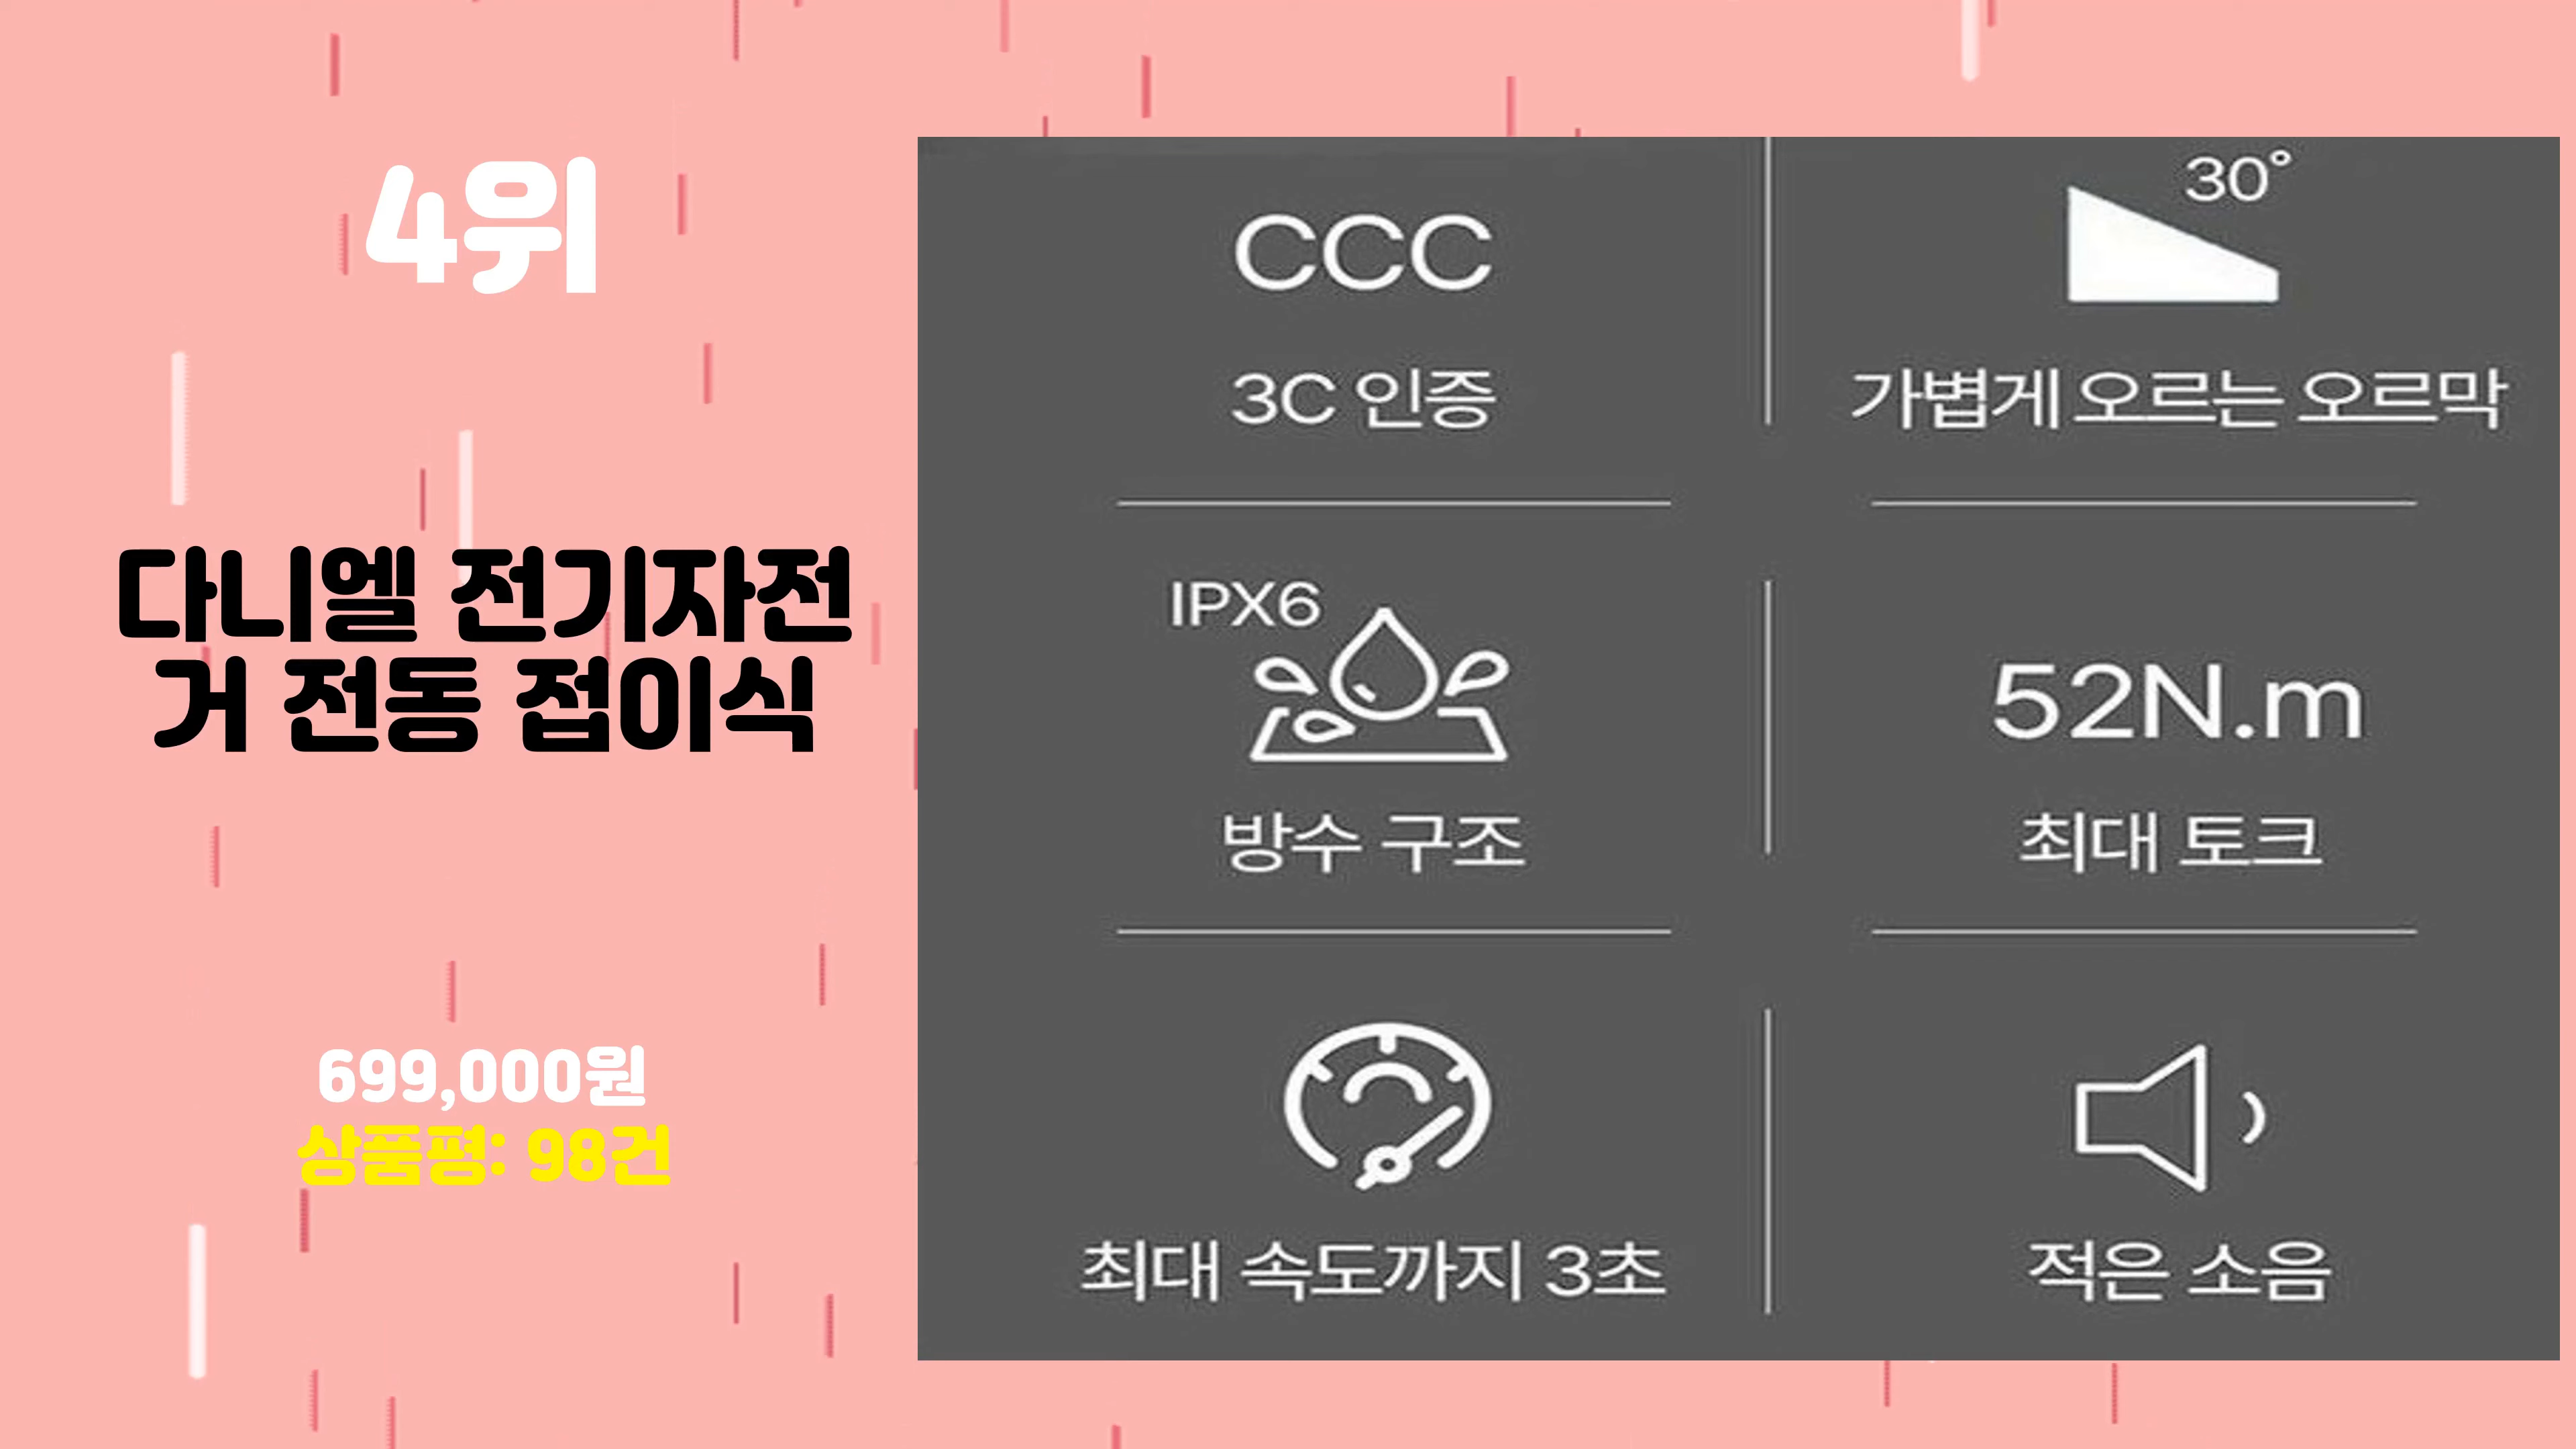 4위
다니엘 전기자전
거 전동 접이식
699,000원
상품평: 98건
CCC
3C 인증
30°
가볍게 오르는 오르막
IPX6
방수 구조
52N.m
최대 토크
최대 속도까지 3초
적은 소음